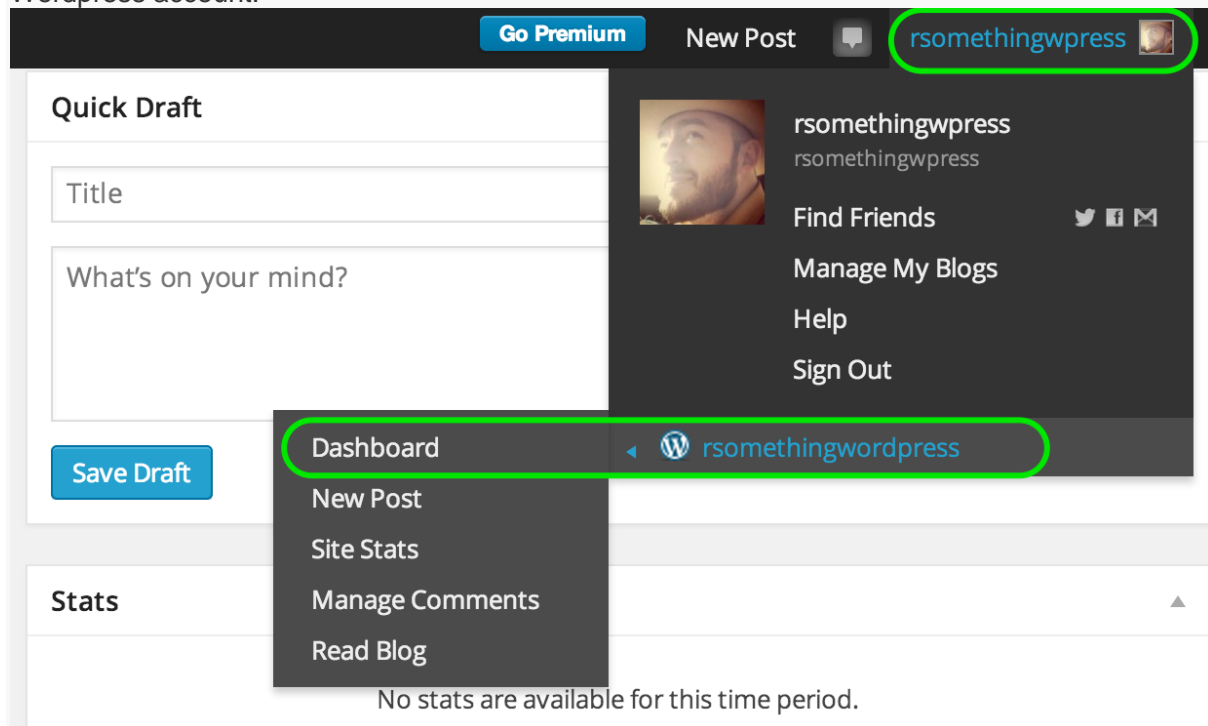 Wordpress account.
Go Premium New Post rsomethingwpress
Quick Draft
Title
What's on your mind?
Save Draft
rsomethingwpress
rsomethingwpress
Find Friends
Manage My Blogs
Help
Sign Out
rsomethingwordpress
Dashboard
New Post
Site Stats
Manage Comments
Read Blog
Stats
No stats are available for this time period.